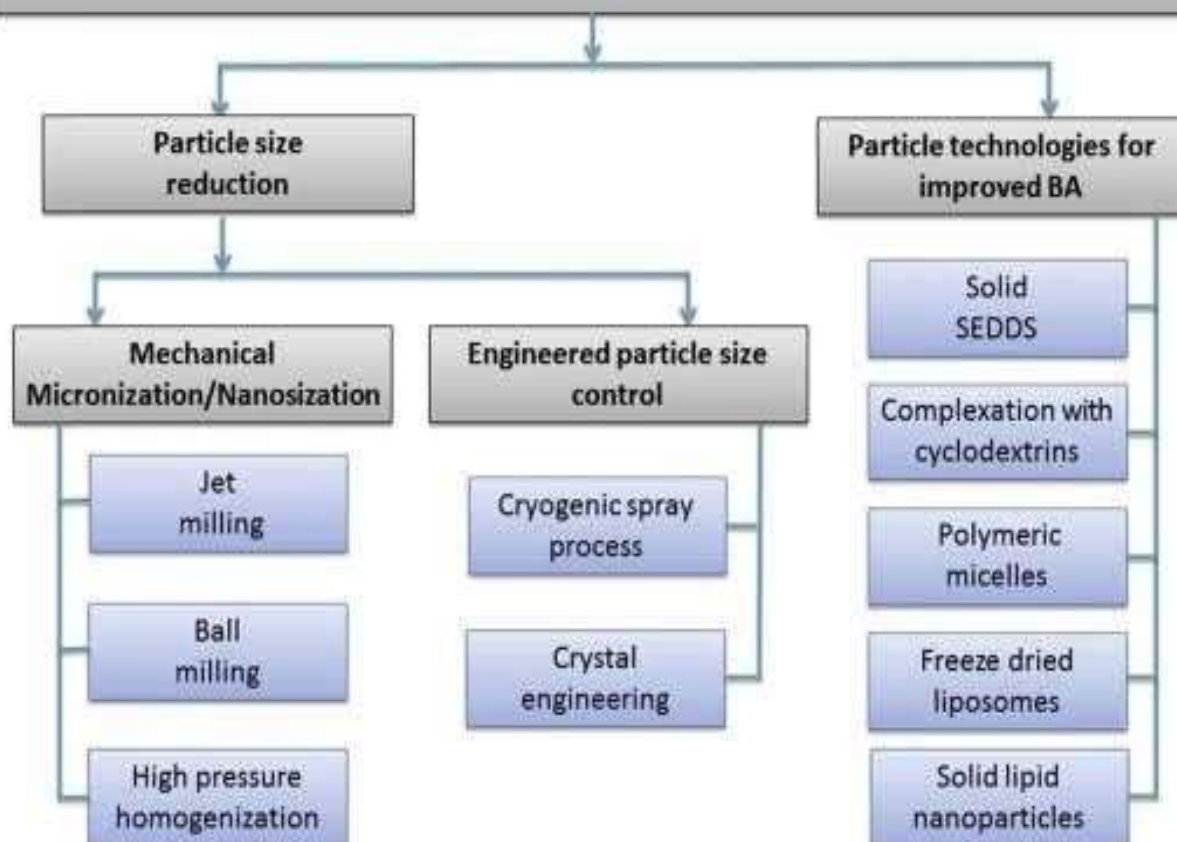 Particle size
reduction
Particle technologies for
improved BA
Mechanical
Micronization/Nanosization
Engineered particle size
control
Jet
milling
Ball
milling
High pressure
homogenization
Cryogenic spray
process
Crystal
engineering
Solid
SEDDS
Complexation with
cyclodextrins
Polymeric
micelles
Freeze dried
liposomes
Solid lipid
nanoparticles